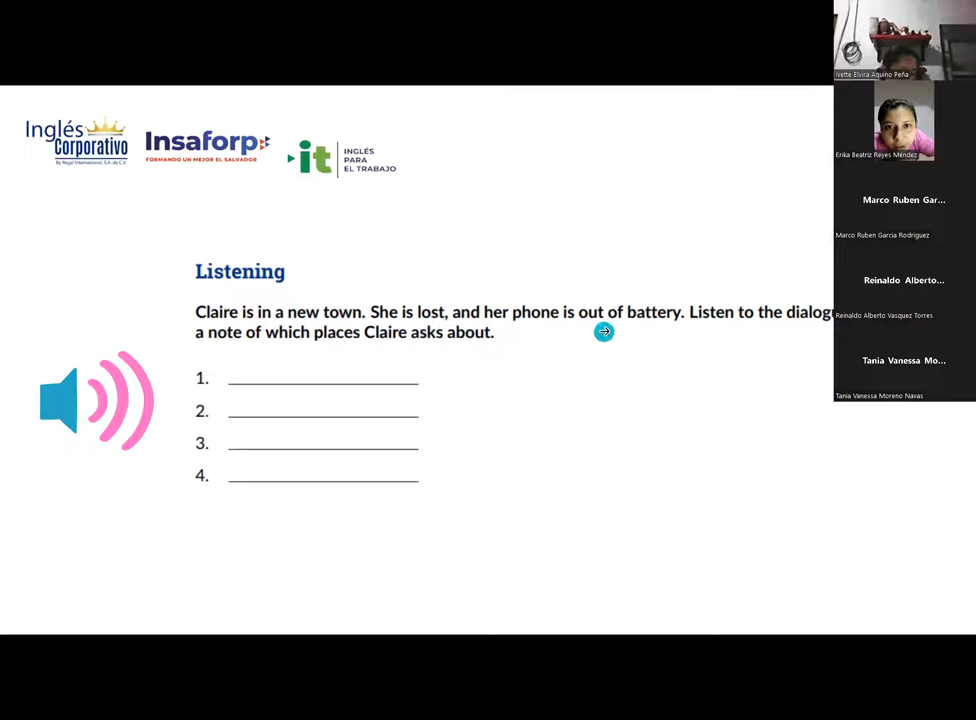 Ivette Elvira Aquino Peña
Inglés
Corporativo
By Regal International, S.A. de C.V.
Insaforp
FORMANDO UN MEJOR EL SALVADOR
it
INGLÉS
PARA
EL TRABAJO
Erika Beatriz Reyes Méndez
Marco Ruben Gar...
Marco Ruben Garcia Rodriguez
Reinaldo Alberto...
Reinaldo Alberto Vasquez Torres
Tania Vanessa Mo...
Tania Vanessa Moreno Navas
Listening
Claire is in a new town. She is lost, and her phone is out of battery. Listen to the dialogu
a note of which places Claire asks about.
1.
2.
3.
4.